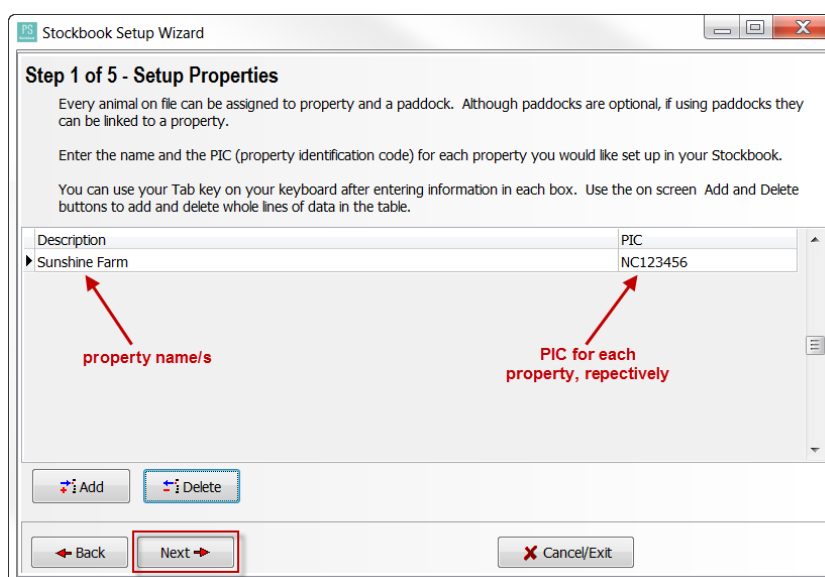 PS
Stockbook Setup Wizard
Step 1 of 5 - Setup Properties
Every animal on file can be assigned to property and a paddock.  Although paddocks are optional, if using paddocks they
can be linked to a property.
Enter the name and the PIC (property identification code) for each property you would like set up in your Stockbook.
You can use your Tab key on your keyboard after entering information in each box.  Use the on screen  Add and Delete
buttons to add and delete whole lines of data in the table.
Description PIC
Sunshine Farm NC123456
property name/s
PIC for each
property, repectively
Add Delete
Back Next Cancel/Exit